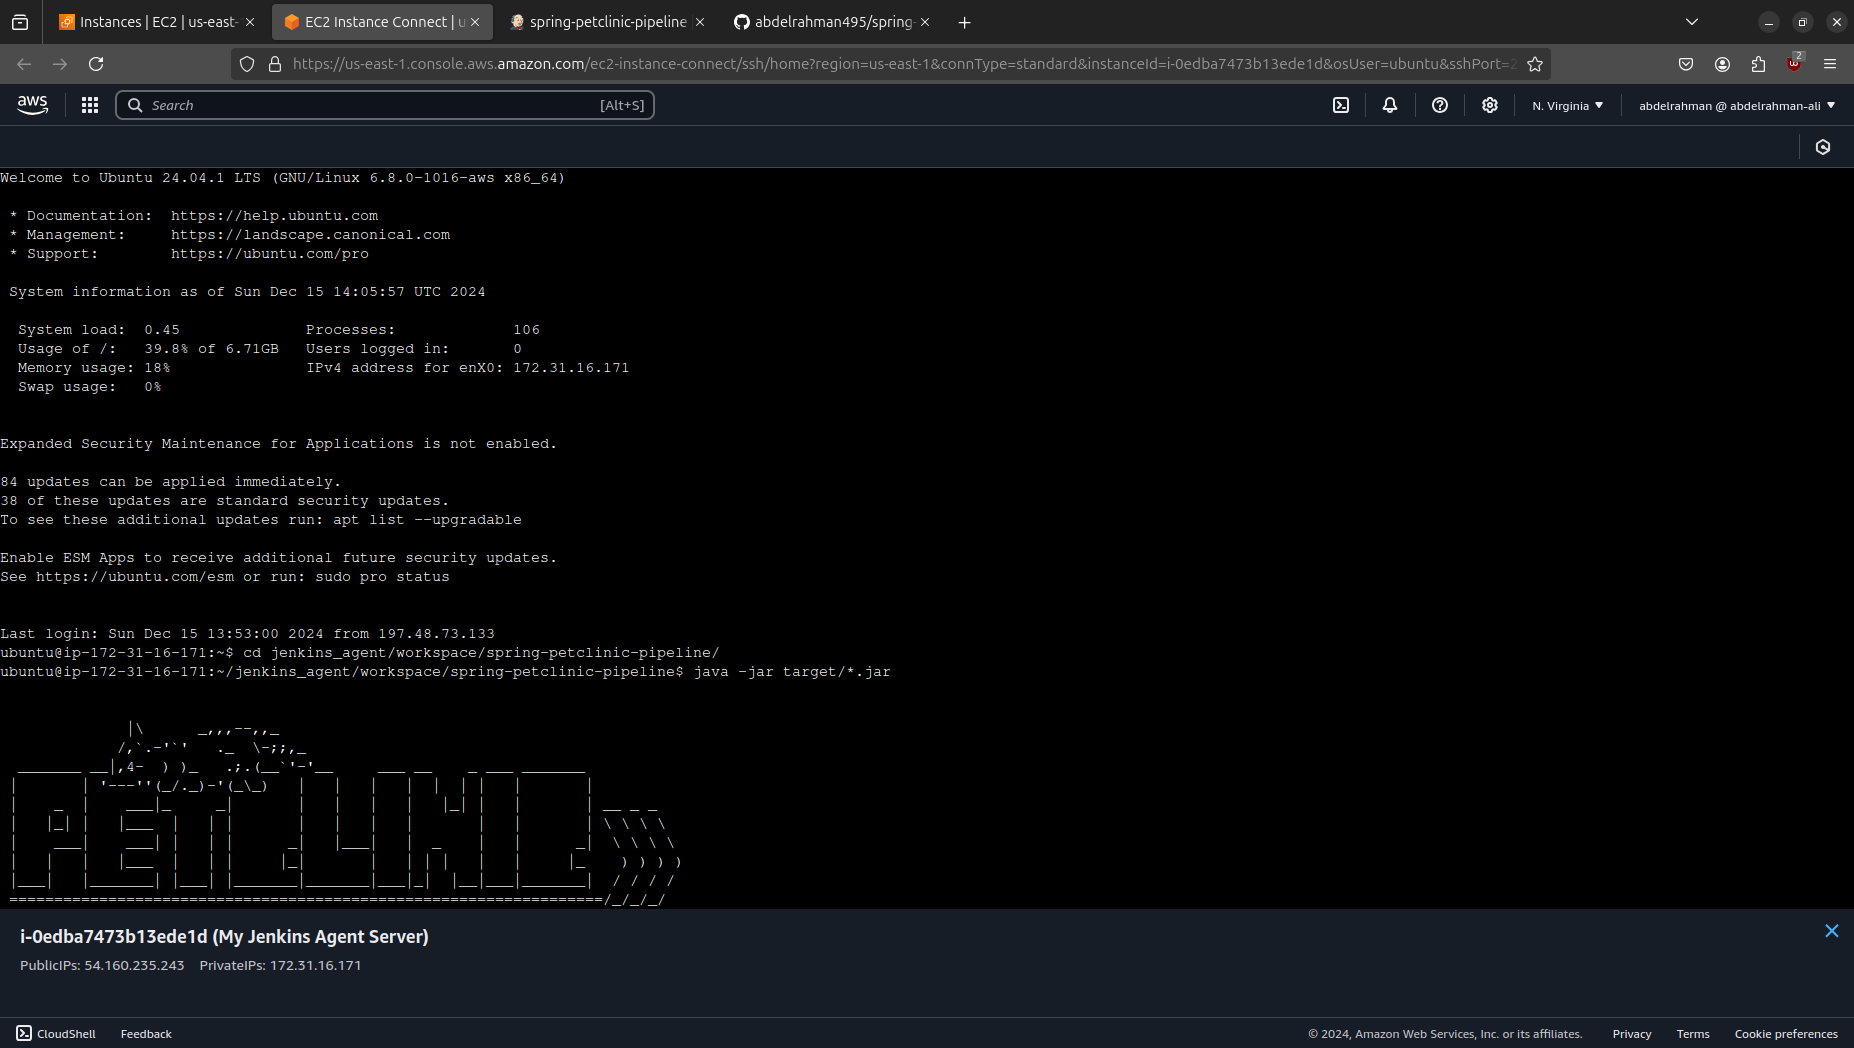 Instances | EC2 | us-east-
EC2 Instance Connect | u
spring-petclinic-pipeline
abdelrahman495/spring-
https://us-east-1.console.aws.amazon.com/ec2-instance-connect/ssh/home?region=us-east-1&connType=standard&instanceId=i-0edba7473b13ede1d&osUser=ubuntu&sshPort=2
2
aws
Search
[Alt+S]
N. Virginia
abdelrahman @ abdelrahman-ali
Welcome to Ubuntu 24.04.1 LTS (GNU/Linux 6.8.0-1016-aws x86_64)
* Documentation: https://help.ubuntu.com
* Management: https://landscape.canonical.com
* Support: https://ubuntu.com/pro
System information as of Sun Dec 15 14:05:57 UTC 2024
System load: 0.45 Processes: 106
Usage of /: 39.8% of 6.71GB Users logged in: 0
Memory usage: 18% IPv4 address for enX0: 172.31.16.171
Swap usage: 0%
Expanded Security Maintenance for Applications is not enabled.
84 updates can be applied immediately.
38 of these updates are standard security updates.
To see these additional updates run: apt list --upgradable
Enable ESM Apps to receive additional future security updates.
See https://ubuntu.com/esm or run: sudo pro status
Last login: Sun Dec 15 13:53:00 2024 from 197.48.73.133
ubuntu@ip-172-31-16-171:~$ cd jenkins_agent/workspace/spring-petclinic-pipeline/
ubuntu@ip-172-31-16-171:~/jenkins_agent/workspace/spring-petclinic-pipeline$ java -jar target/*.jar
PETCLINIC
i-0edba7473b13ede1d (My Jenkins Agent Server)
PublicIPs: 54.160.235.243 PrivateIPs: 172.31.16.171
CloudShell
Feedback
© 2024, Amazon Web Services, Inc. or its affiliates.
Privacy
Terms
Cookie preferences